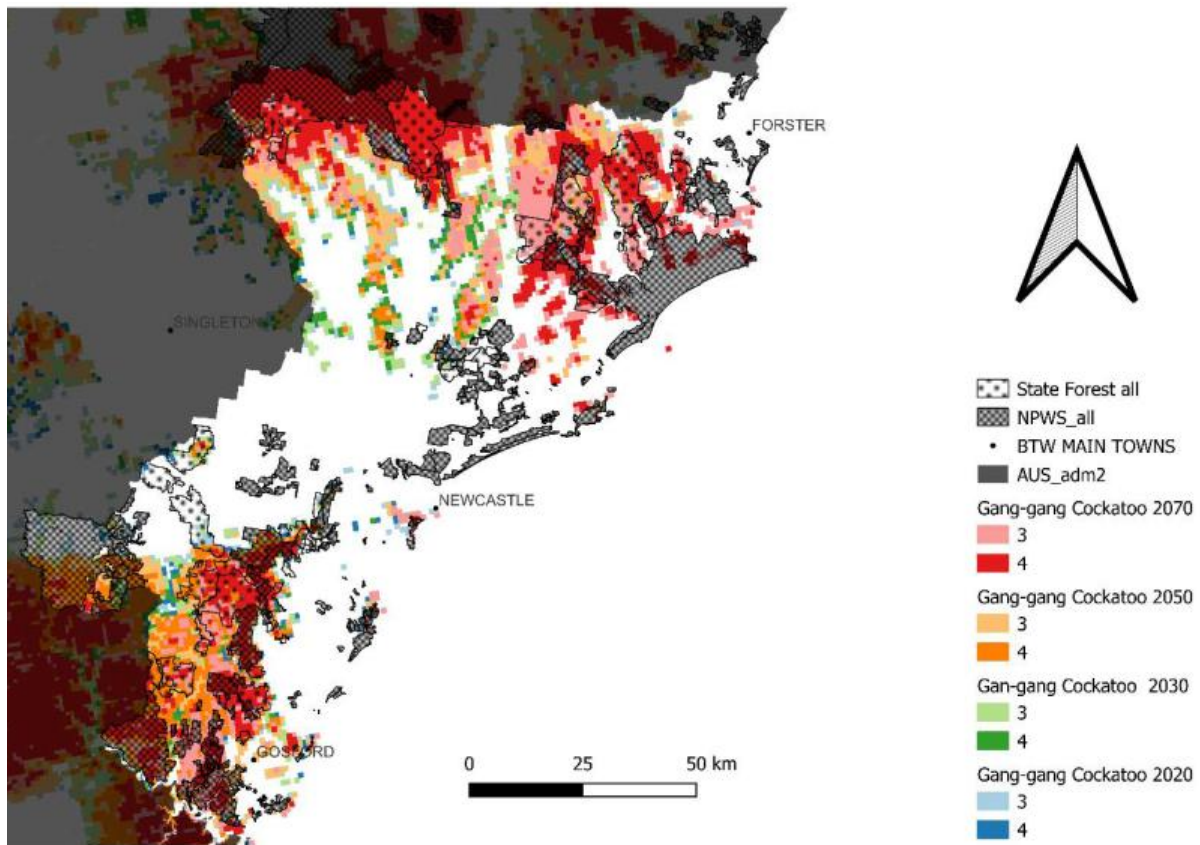 FORSTER
SINGLETON
NEWCASTLE
GOSFORD
0 25 50 km
State Forest all
NPWS_all
BTW MAIN TOWNS
AUS_adm2
Gang-gang Cockatoo 2070
3
4
Gang-gang Cockatoo 2050
3
4
Gan-gang Cockatoo 2030
3
4
Gang-gang Cockatoo 2020
3
4